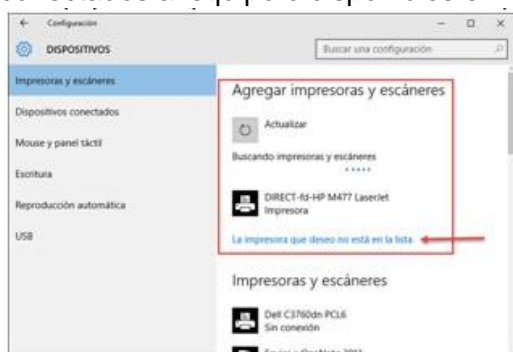 Configuración
DISPOSITIVOS
Buscar una configuración
Impresoras y escáneres
Dispositivos conectados
Mouse y panel táctil
Escritura
Reproducción automática
USB
Agregar impresoras y escáneres
Actualizar
Buscando impresoras y escáneres
DIRECT-fd-HP M477 LaserJet
Impresora
La impresora que deseo no está en la lista
Impresoras y escáneres
Dell C3760dn PCL6
Sin conexión